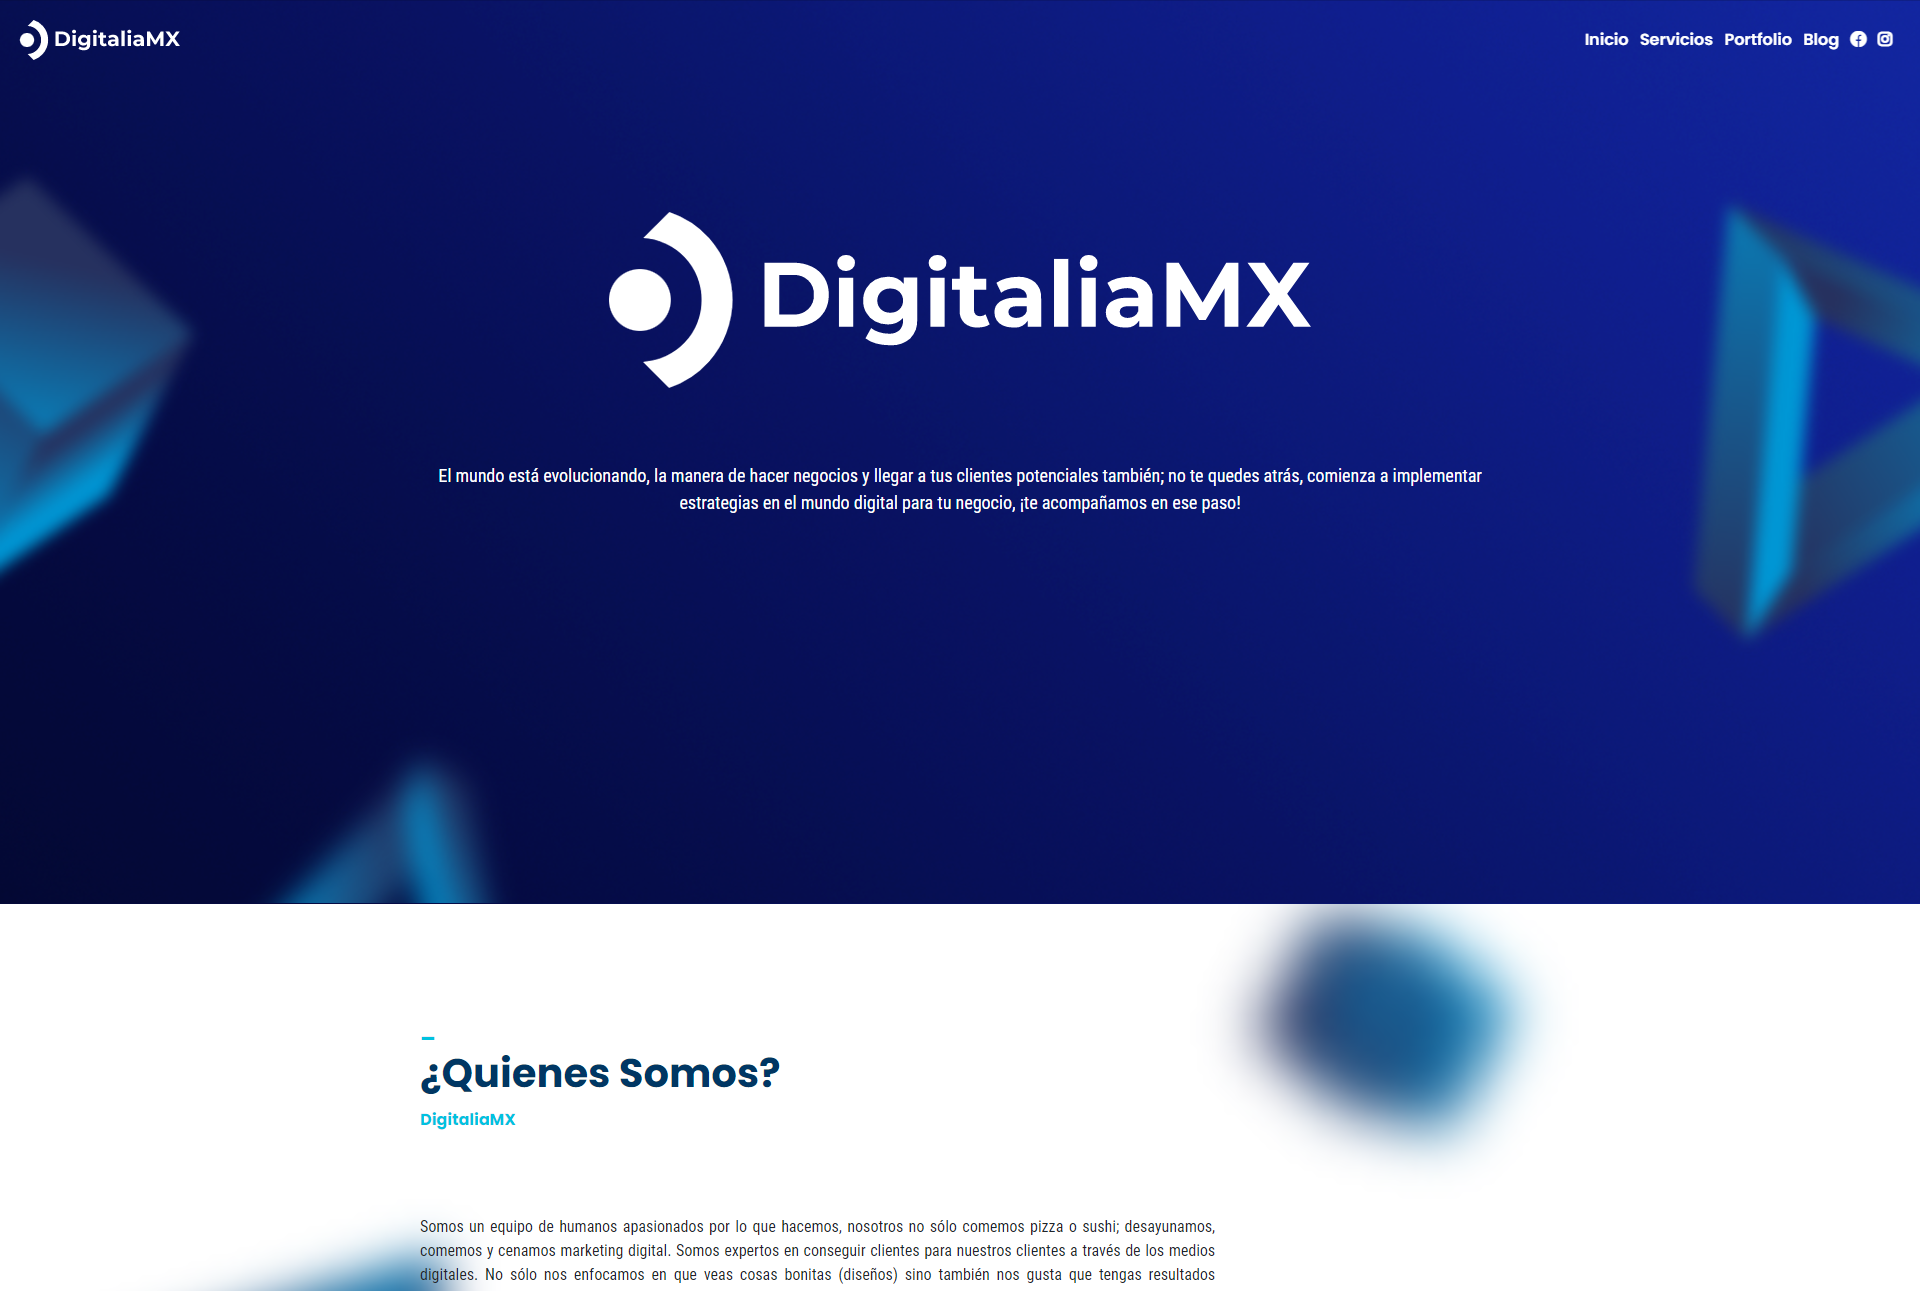 DigitaliaMX
Inicio Servicios Portfolio Blog
DigitaliaMX
El mundo está evolucionando, la manera de hacer negocios y llegar a tus clientes potenciales también; no te quedes atrás, comienza a implementar
estrategias en el mundo digital para tu negocio, ¡te acompañamos en ese paso!
¿Quienes Somos?
DigitaliaMX
Somos un equipo de humanos apasionados por lo que hacemos, nosotros no sólo comemos pizza o sushi; desayunamos,
comemos y cenamos marketing digital. Somos expertos en conseguir clientes para nuestros clientes a través de los medios
digitales. No sólo nos enfocamos en que veas cosas bonitas (diseños) sino también nos gusta que tengas resultados